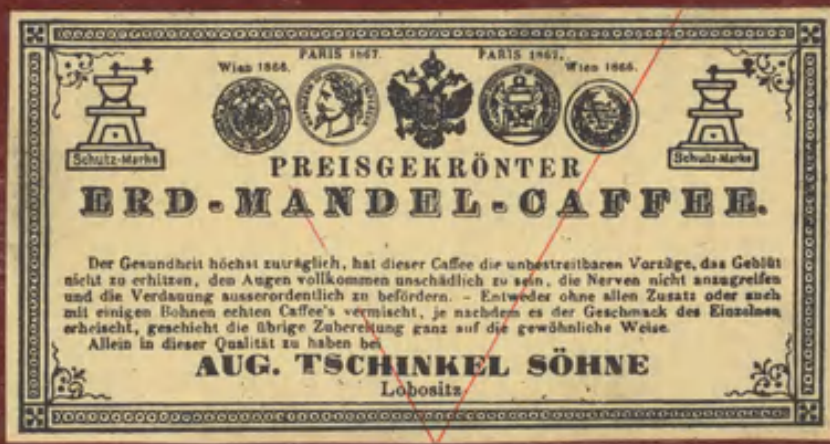 PARIS 1867. PARIS 1867.
Wien 1866. Wien 1866.
Schutz-Marke Schutz-Marke
PREISGEKRÖNTER
ERD-MANDEL-CAFFEE.
Der Gesundheit höchst zuträglich, hat dieser Caffee die unbestreitbaren Vorzüge, das Geblüt
nicht zu erhitzen, den Augen vollkommen unschädlich zu sein, die Nerven nicht anzugreifen
und die Verdauung ausserordentlich zu befördern. - Entweder ohne allen Zusatz oder auch
mit einigen Bohnen echten Caffee's vermischt, je nachdem es der Geschmack des Einzelnen
erheischt, geschieht die übrige Zubereitung ganz auf die gewöhnliche Weise.
Allein in dieser Qualität zu haben bei
AUG. TSCHINKEL SÖHNE
Lobositz